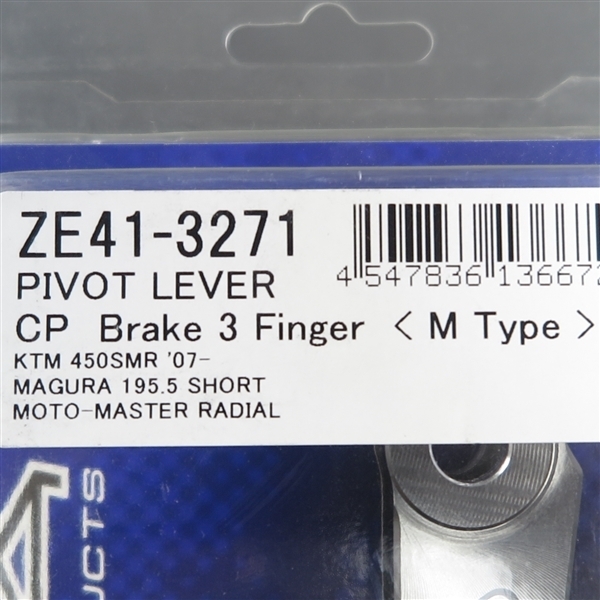 ZE41-3271
4 547836 13667
PIVOT LEVER
CP Brake 3 Finger < M Type >
KTM 450SMR '07-
MAGURA 195.5 SHORT
MOTO-MASTER RADIAL